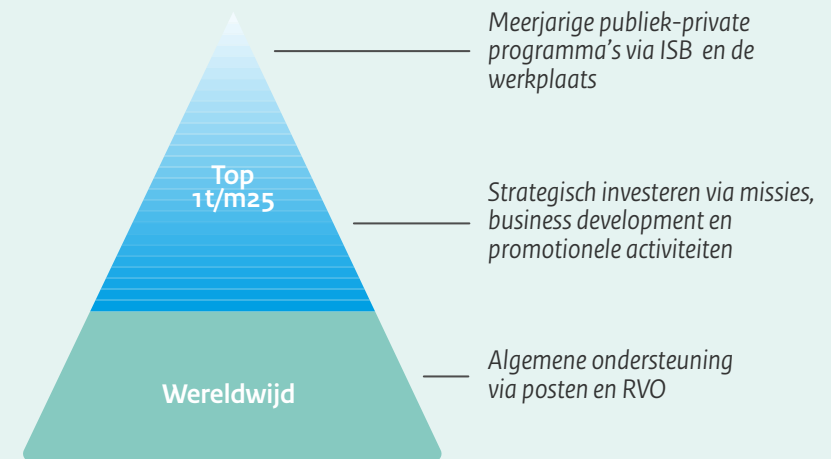 Meerjarige publiek-private
programma’s via ISB en de
werkplaats
Top
1t/m25
Strategisch investeren via missies,
business development en
promotionele activiteiten
Algemene ondersteuning
via posten en RVO
Wereldwijd